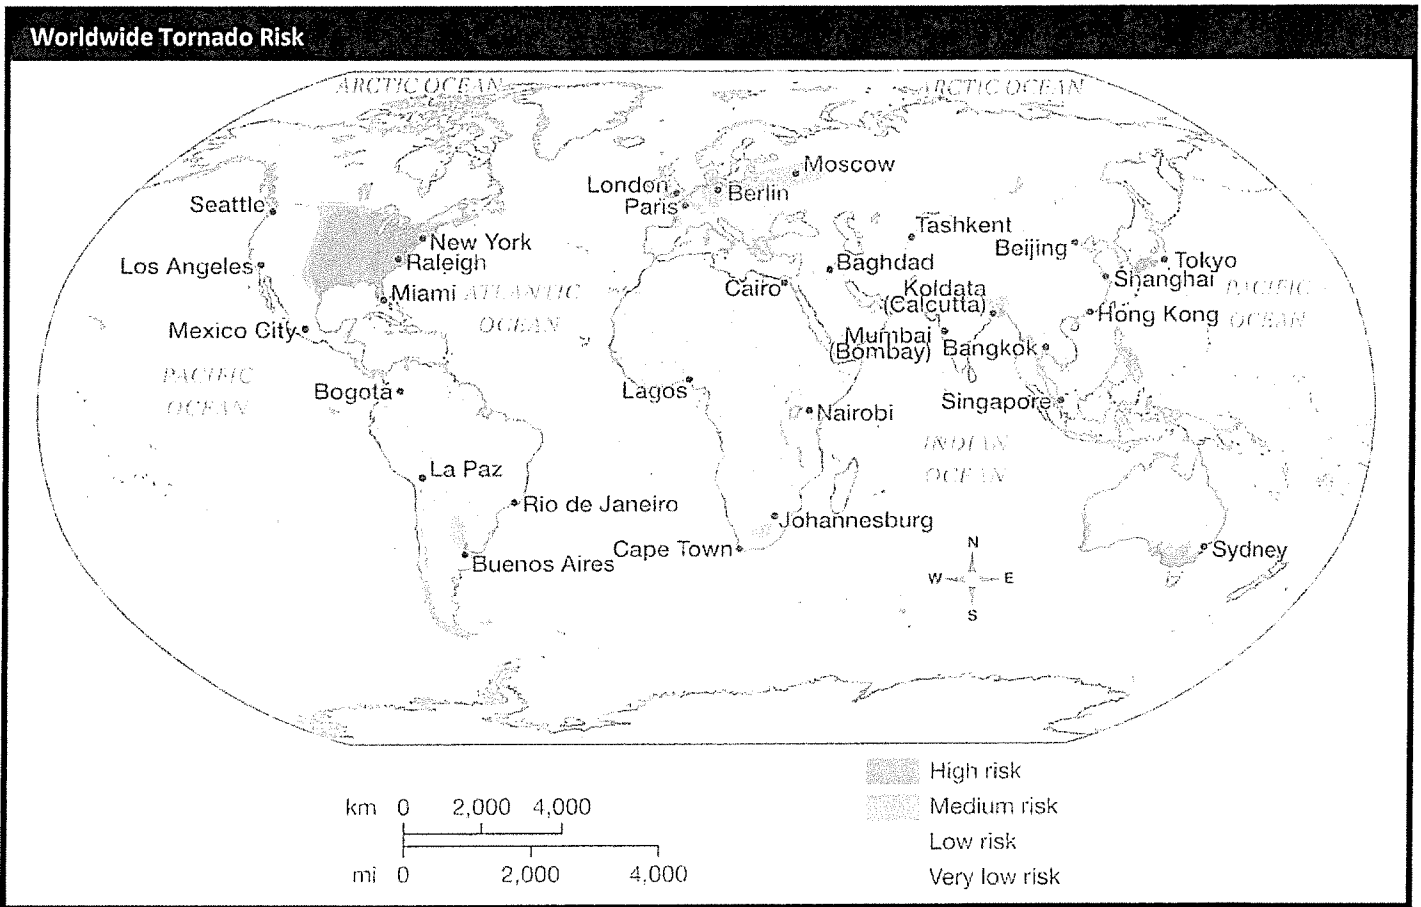 Worldwide Tornado Risk
ARCTIC OCEAN
ARCTIC OCEAN
Moscow
London
Berlin
Paris
Seattle
Tashkent
New York
Beijing
Los Angeles
Raleigh
Baghdad
Tokyo
Shanghai
Miami
ATLANTIC
OCEAN
Cairo
Koldata
(Calcutta)
PACIFIC
OCEAN
Hong Kong
Mexico City
Mumbai
(Bombay)
Bangkok
PACIFIC
OCEAN
Bogotá
Lagos
Singapore
Nairobi
INDIAN
OCEAN
La Paz
Rio de Janeiro
Johannesburg
Cape Town
Buenos Aires
Sydney
N
W
E
S
High risk
km 0 2,000 4,000
Medium risk
Low risk
mi 0 2,000 4,000
Very low risk